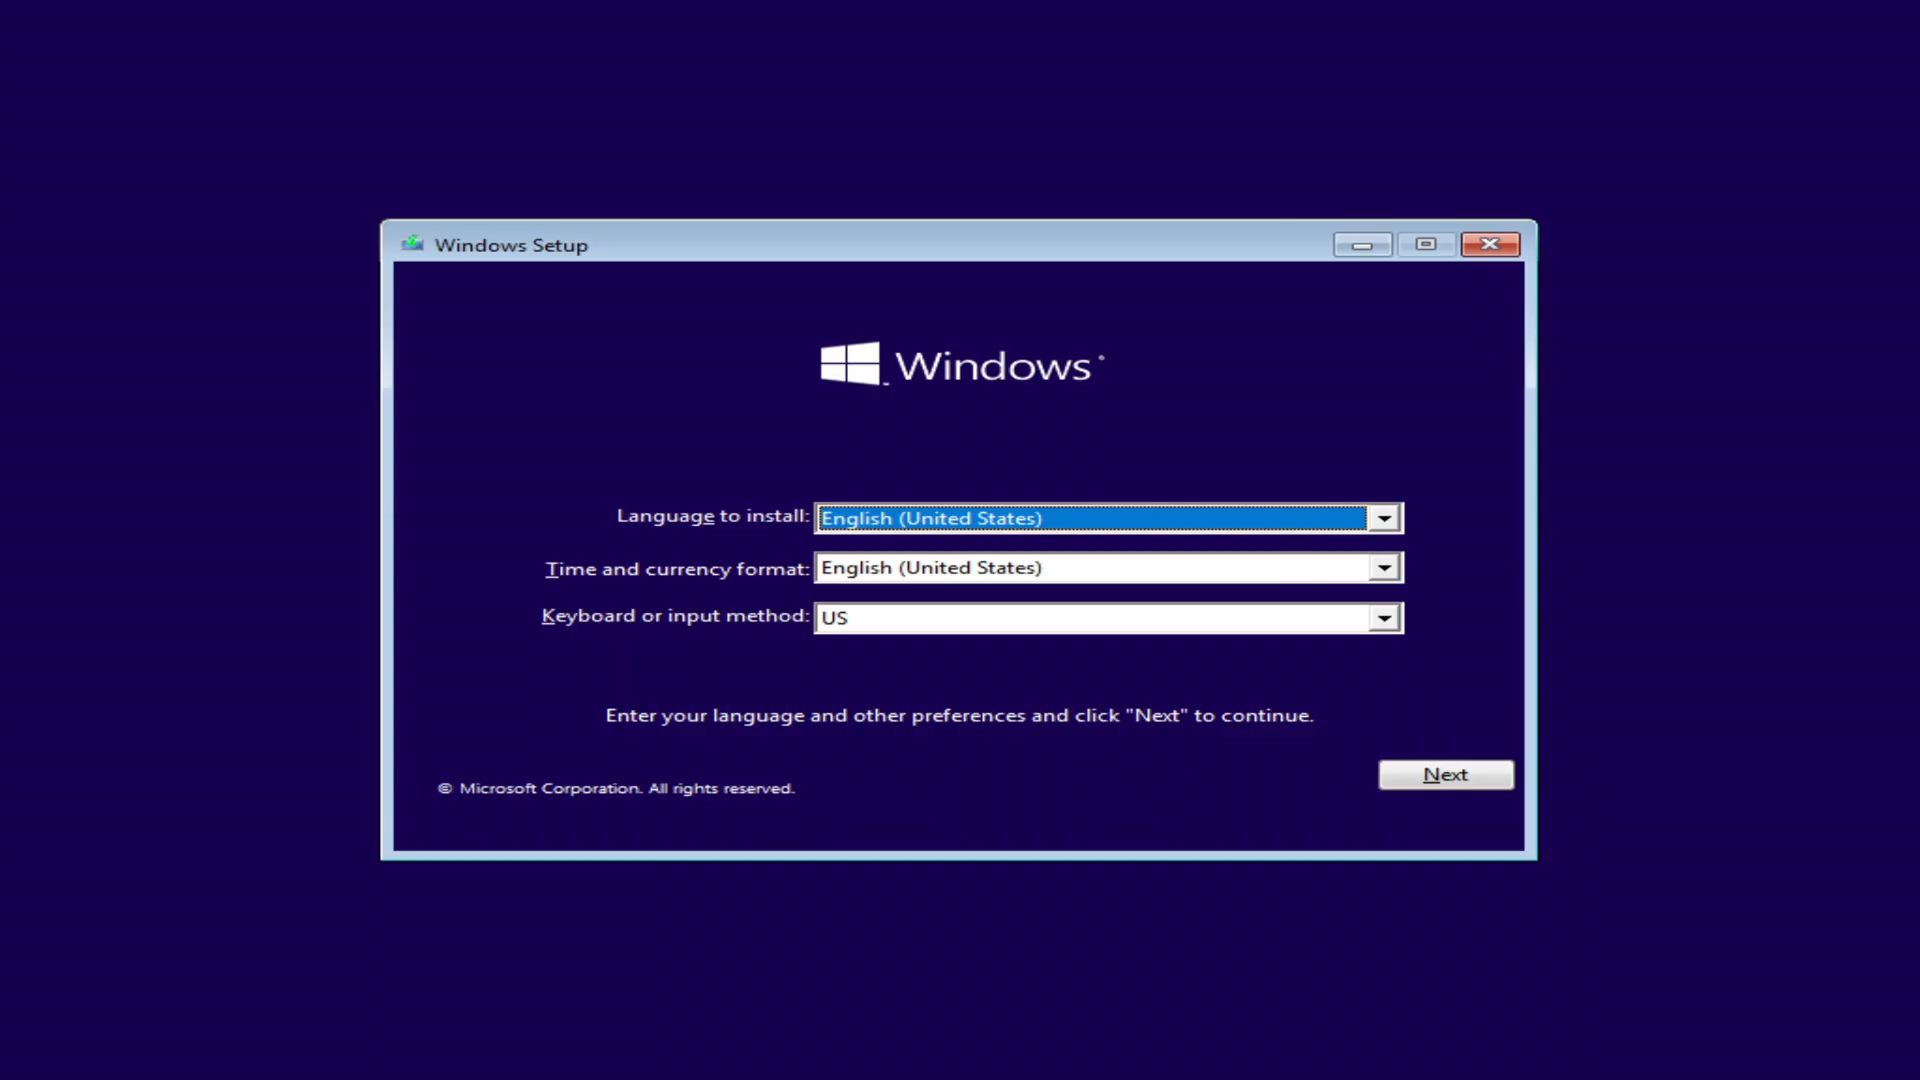 Windows Setup
Windows
Language to install: English (United States)
Time and currency format: English (United States)
Keyboard or input method: US
Enter your language and other preferences and click "Next" to continue.
Next
© Microsoft Corporation. All rights reserved.